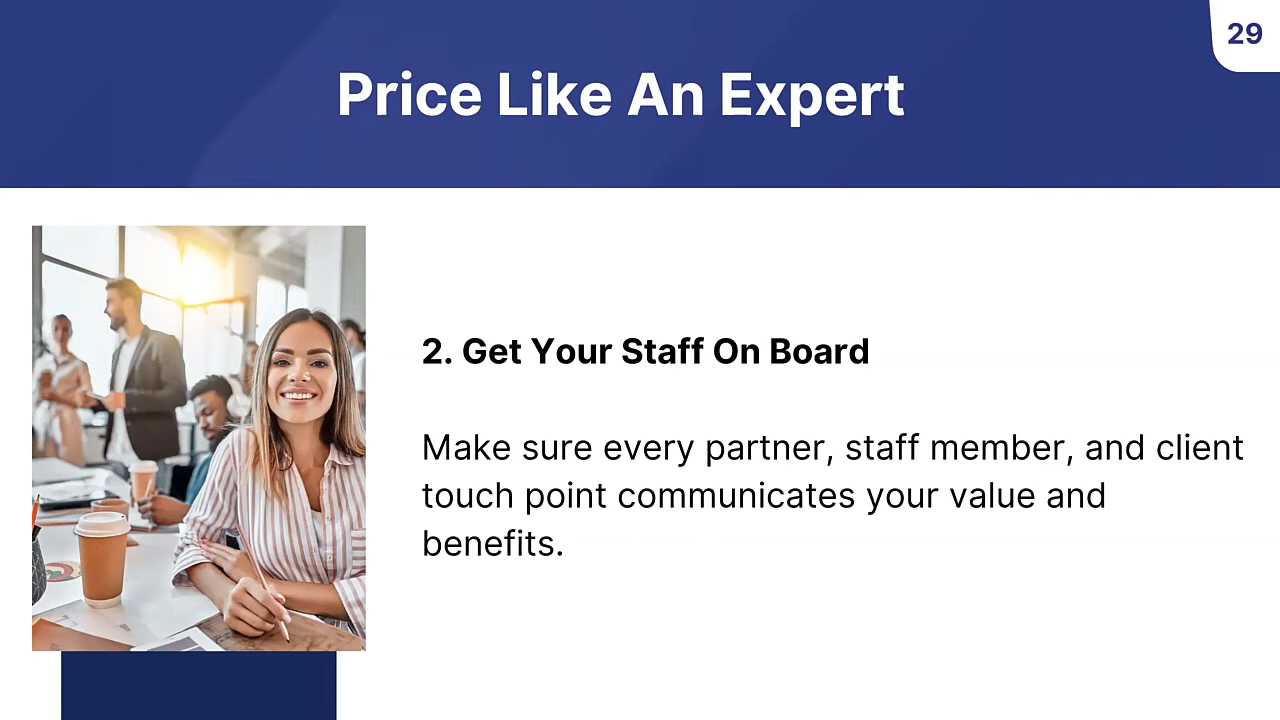 29
Price Like An Expert
2. Get Your Staff On Board
Make sure every partner, staff member, and client
touch point communicates your value and
benefits.